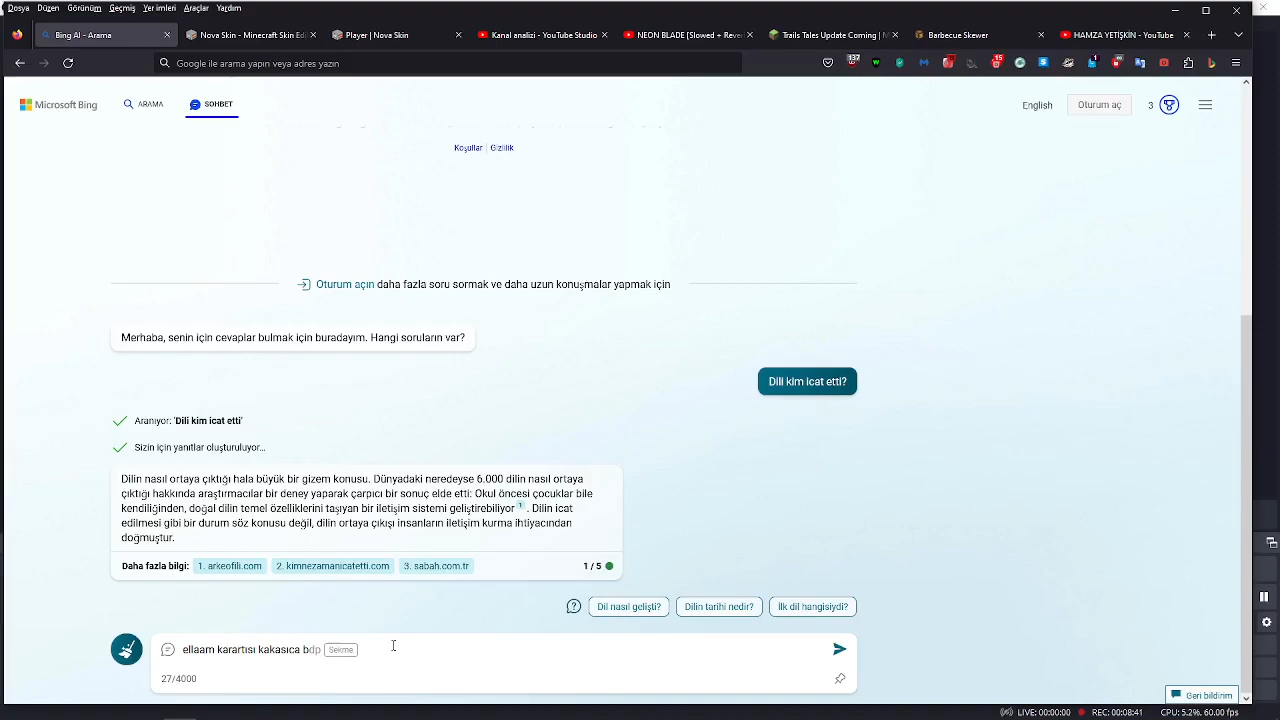 Dosya Düzen Görünüm Geçmiş Yer imleri Araçlar Yardım
Bing AI - Arama
Nova Skin - Minecraft Skin Edi
Player | Nova Skin
Kanal analizi - YouTube Studio
NEON BLADE [Slowed + Rever
Trails Tales Update Coming | M
Barbecue Skewer
HAMZA YETİŞKİN - YouTube
Google ile arama yapın veya adres yazın
137
15
1
Microsoft Bing
ARAMA
SOHBET
English
Oturum aç
3
Koşullar | Gizlilik
Oturum açın daha fazla soru sormak ve daha uzun konuşmalar yapmak için
Merhaba, senin için cevaplar bulmak için buradayım. Hangi soruların var?
Dili kim icat etti?
Aranıyor: 'Dili kim icat etti'
Sizin için yanıtlar oluşturuluyor...
Dilin nasıl ortaya çıktığı hala büyük bir gizem konusu. Dünyadaki neredeyse 6.000 dilin nasıl ortaya
çıktığı hakkında araştırmacılar bir deney yaparak çarpıcı bir sonuç elde etti: Okul öncesi çocuklar bile
kendiliğinden, doğal dilin temel özelliklerini taşıyan bir iletişim sistemi geliştirebiliyor 1 . Dilin icat
edilmesi gibi bir durum söz konusu değil, dilin ortaya çıkışı insanların iletişim kurma ihtiyacından
doğmuştur.
Daha fazla bilgi: 1. arkeofili.com 2. kimnezamanicatetti.com 3. sabah.com.tr 1 / 5
Dil nasıl gelişti? Dilin tarihi nedir? İlk dil hangisiydi?
ellaam karartısı kakasıca bdp Sekme
27/4000
Geri bildirim
LIVE: 00:00:00 REC: 00:08:41 CPU: 5.2%, 60.00 fps